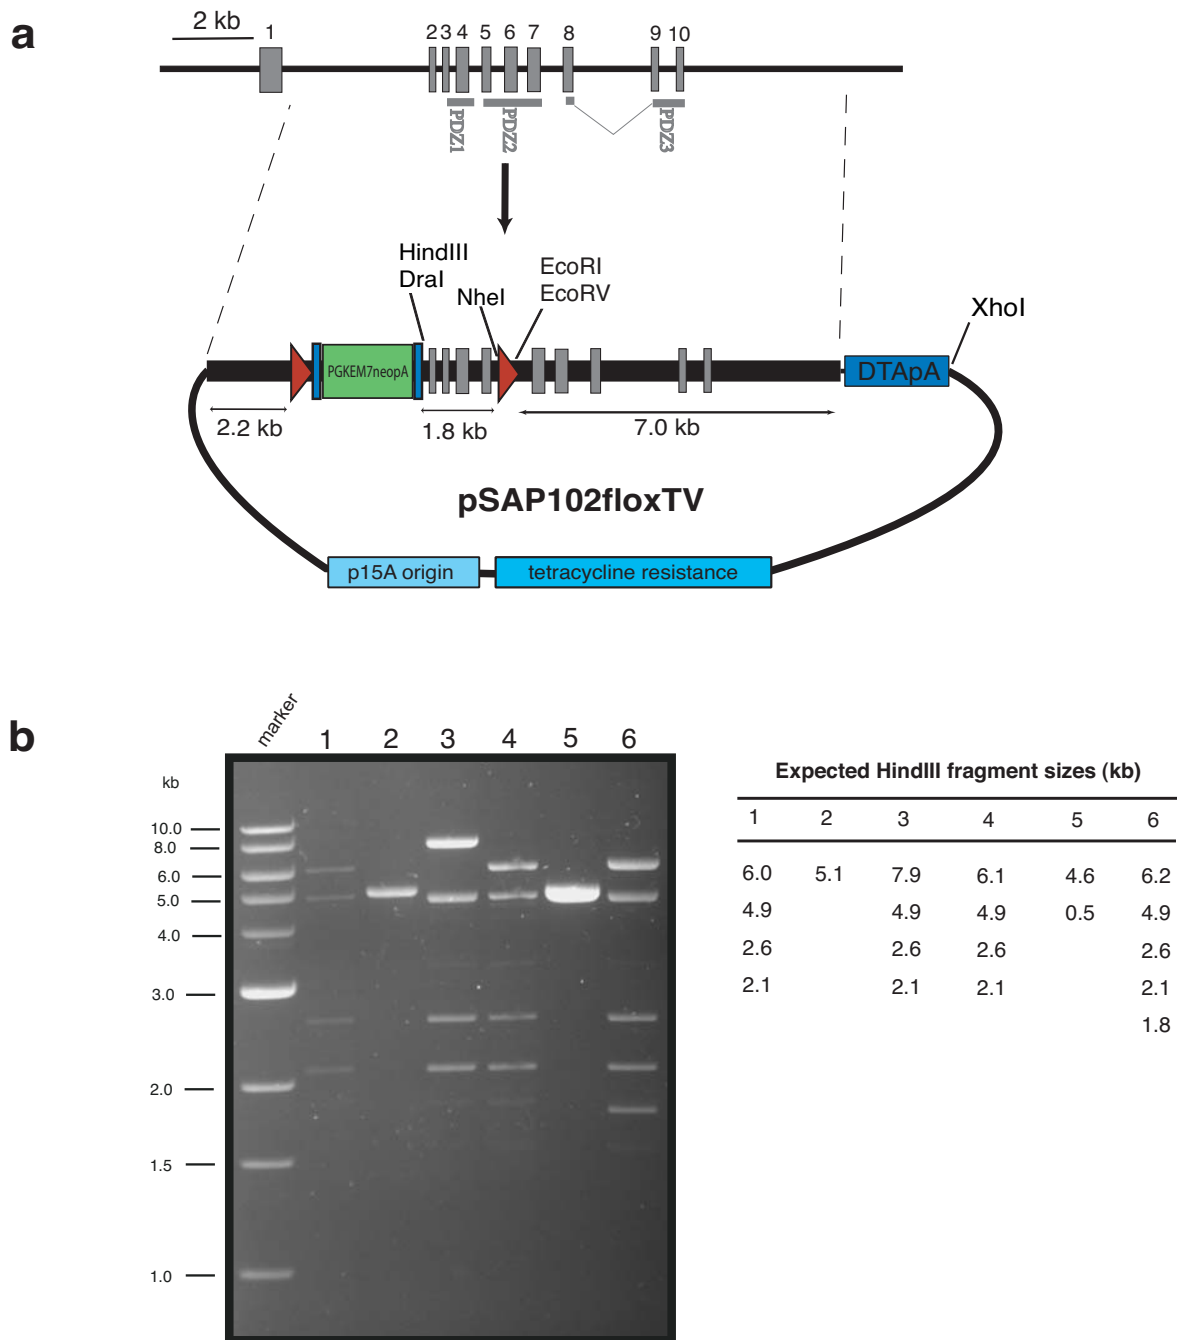 a
2 kb
1
2 3 4 5 6 7 8 9 10
PDZ1
PDZ2
PDZ3
HindIII
DraI
NheI
EcoRI
EcoRV
XhoI
PGKEM7neopA
DTApA
2.2 kb
1.8 kb
7.0 kb
pSAP102floxTV
p15A origin
tetracycline resistance
b
marker
1 2 3 4 5 6
kb
10.0
8.0
6.0
5.0
4.0
3.0
2.0
1.5
1.0
Expected HindIII fragment sizes (kb)
1 2 3 4 5 6
6.0 5.1 7.9 6.1 4.6 6.2
4.9 4.9 4.9 0.5 4.9
2.6 2.6 2.6 2.6
2.1 2.1 2.1 2.1
1.8